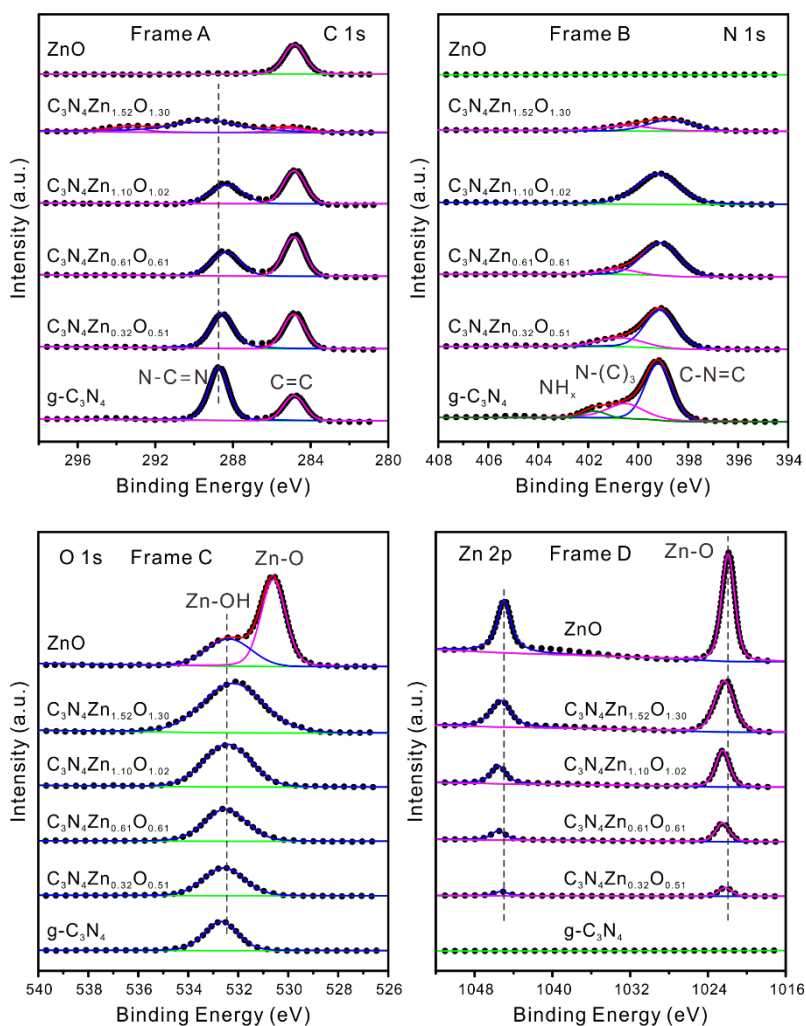 Frame A C 1s
ZnO
C₃N₄Zn₁.₅₂O₁.₃₀
C₃N₄Zn₁.₁₀O₁.₀₂
C₃N₄Zn₀.₆₁O₀.₆₁
C₃N₄Zn₀.₃₂O₀.₅₁
N-C=N C=C
g-C₃N₄
Intensity (a.u.)
296 292 288 284 280
Binding Energy (eV)
Frame B N 1s
ZnO
C₃N₄Zn₁.₅₂O₁.₃₀
C₃N₄Zn₁.₁₀O₁.₀₂
C₃N₄Zn₀.₆₁O₀.₆₁
C₃N₄Zn₀.₃₂O₀.₅₁
N-(C)₃ C-N=C
NHₓ
g-C₃N₄
Intensity (a.u.)
408 406 404 402 400 398 396 394
Binding Energy (eV)
O 1s Frame C
Zn-O
Zn-OH
ZnO
C₃N₄Zn₁.₅₂O₁.₃₀
C₃N₄Zn₁.₁₀O₁.₀₂
C₃N₄Zn₀.₆₁O₀.₆₁
C₃N₄Zn₀.₃₂O₀.₅₁
g-C₃N₄
Intensity (a.u.)
540 538 536 534 532 530 528 526
Binding Energy (eV)
Zn 2p Frame D Zn-O
ZnO
C₃N₄Zn₁.₅₂O₁.₃₀
C₃N₄Zn₁.₁₀O₁.₀₂
C₃N₄Zn₀.₆₁O₀.₆₁
C₃N₄Zn₀.₃₂O₀.₅₁
g-C₃N₄
Intensity (a.u.)
1048 1040 1032 1024 1016
Binding Energy (eV)